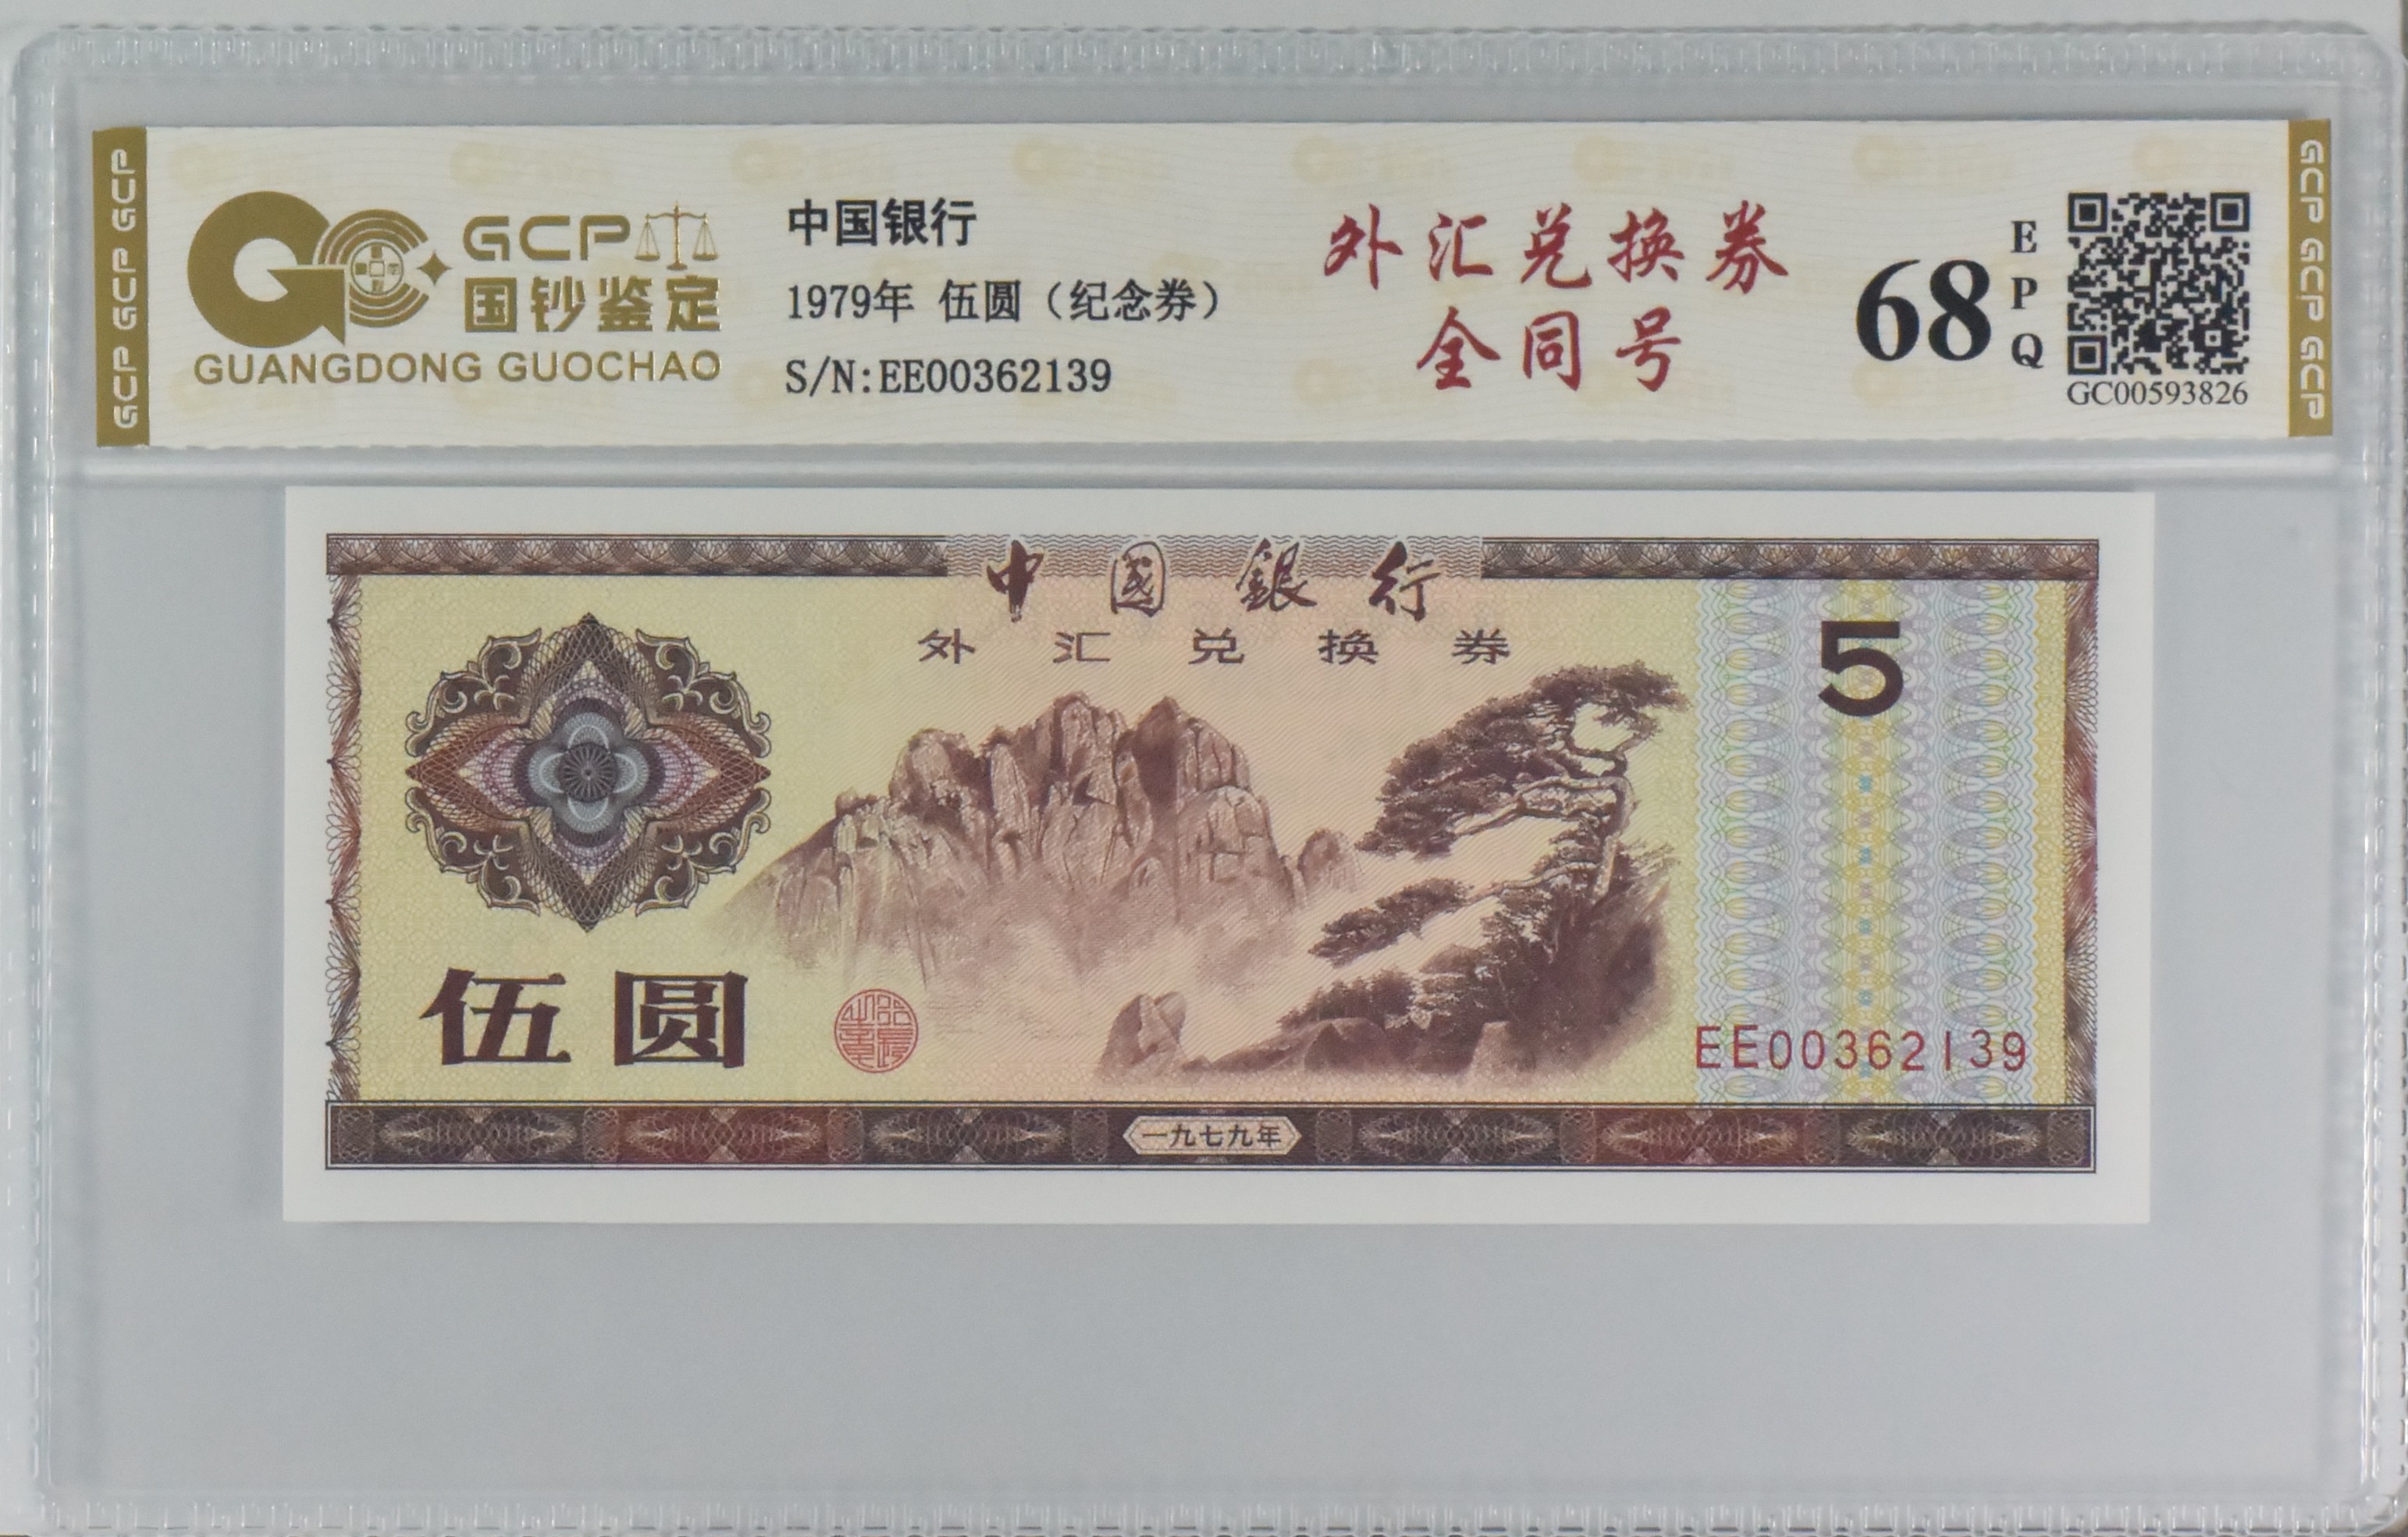 GCP GCP GCP
GCP
国钞鉴定
GUANGDONG GUOCHAO
中国银行
1979年 伍圆（纪念券）
S/N:EE00362139
外汇兑换券
全同号
68
EPQ
GC00593826
GCP GCP GCP
中國銀行
外汇兑换券
5
伍圆
EE00362139
一九七九年